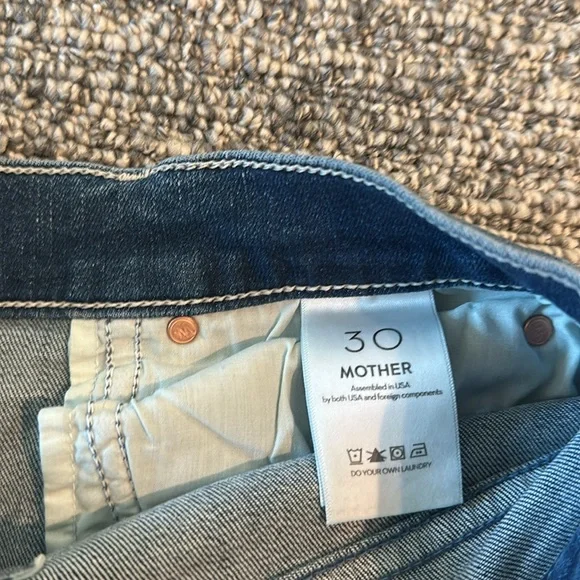 30
MOTHER
Assembled in USA
by both USA and foreign components
DO YOUR OWN LAUNDRY